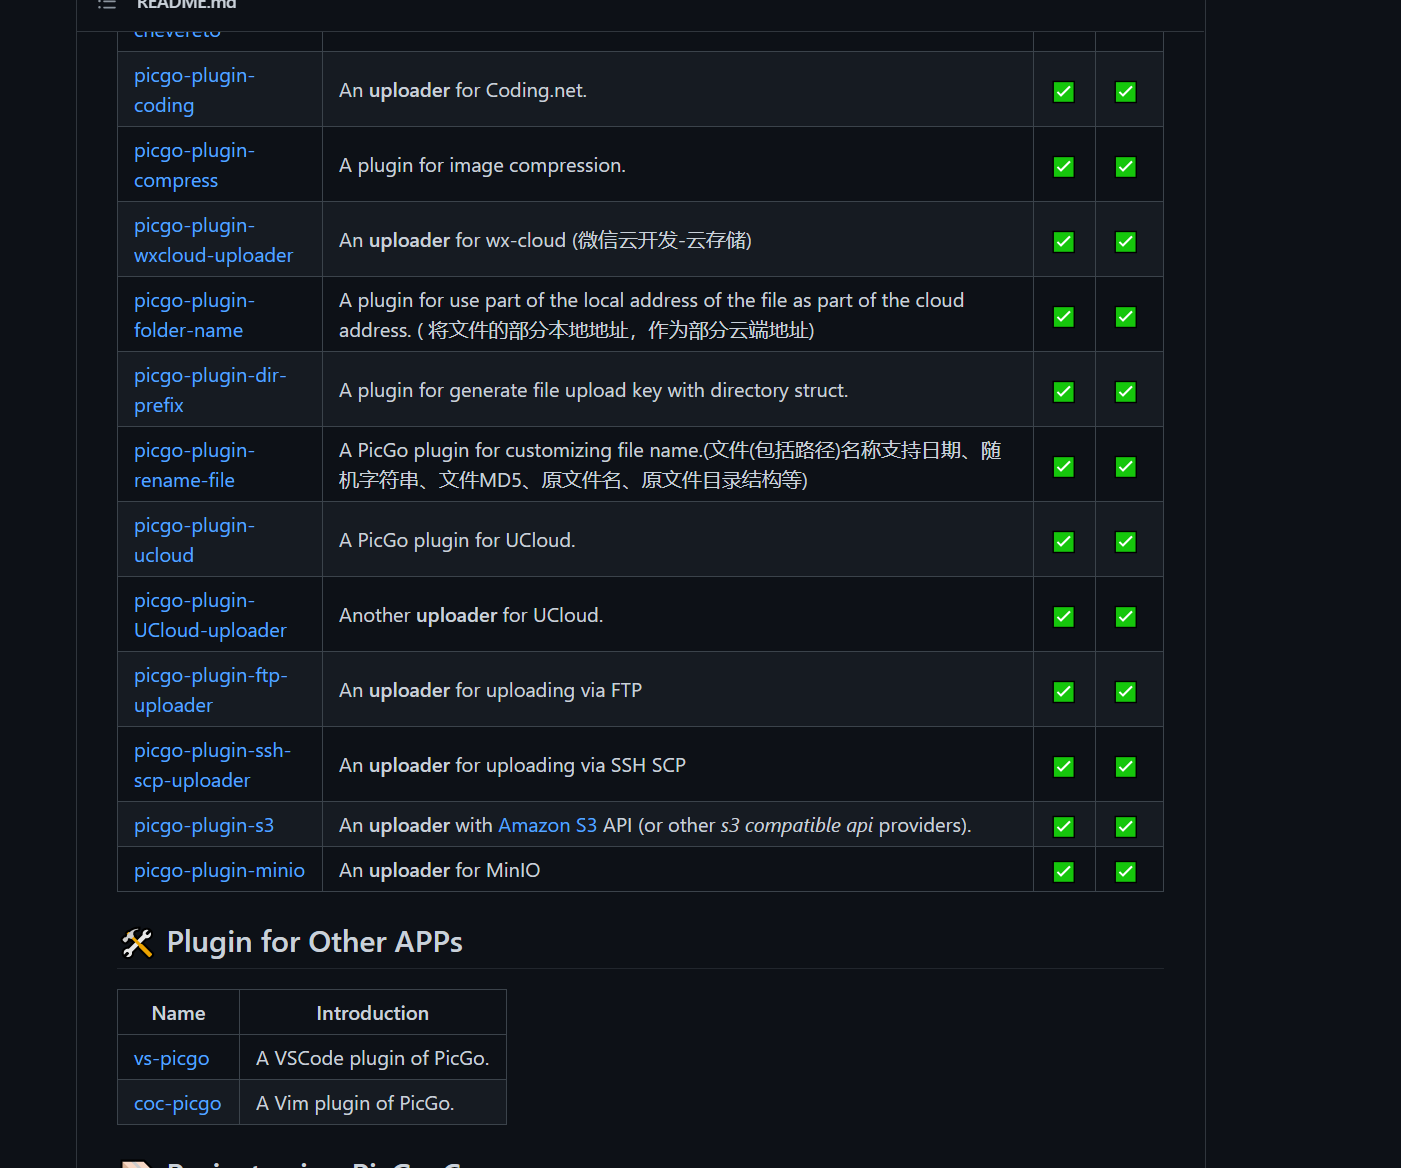 README.md
chevereto
picgo-plugin-
coding
An uploader for Coding.net.
picgo-plugin-
compress
A plugin for image compression.
picgo-plugin-
wxcloud-uploader
An uploader for wx-cloud (微信云开发-云存储)
picgo-plugin-
folder-name
A plugin for use part of the local address of the file as part of the cloud
address. ( 将文件的部分本地地址，作为部分云端地址)
picgo-plugin-dir-
prefix
A plugin for generate file upload key with directory struct.
picgo-plugin-
rename-file
A PicGo plugin for customizing file name.(文件(包括路径)名称支持日期、随
机字符串、文件MD5、原文件名、原文件目录结构等)
picgo-plugin-
ucloud
A PicGo plugin for UCloud.
picgo-plugin-
UCloud-uploader
Another uploader for UCloud.
picgo-plugin-ftp-
uploader
An uploader for uploading via FTP
picgo-plugin-ssh-
scp-uploader
An uploader for uploading via SSH SCP
picgo-plugin-s3
An uploader with Amazon S3 API (or other s3 compatible api providers).
picgo-plugin-minio
An uploader for MinIO
Plugin for Other APPs
Name
Introduction
vs-picgo
A VSCode plugin of PicGo.
coc-picgo
A Vim plugin of PicGo.